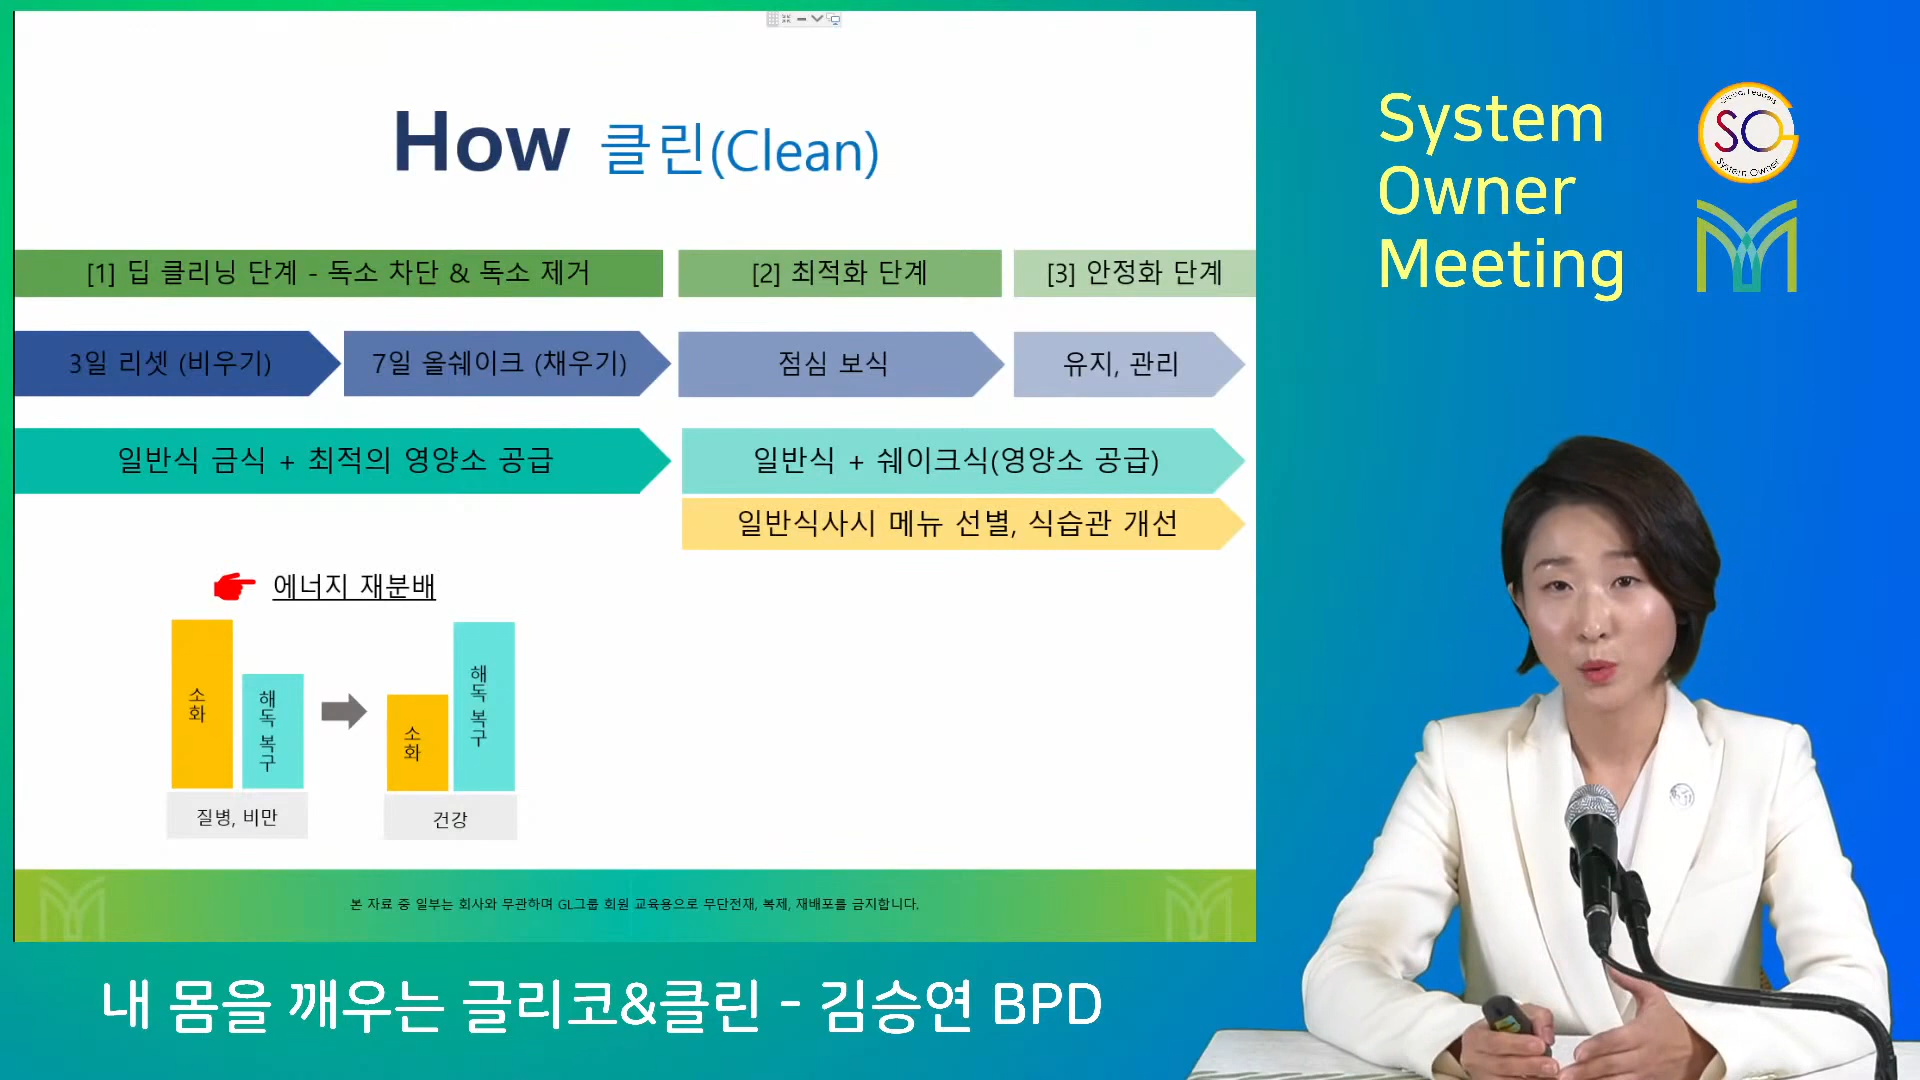 How 클린(Clean)
[1] 딥 클리닝 단계 - 독소 차단 & 독소 제거
[2] 최적화 단계
[3] 안정화 단계
3일 리셋 (비우기)
7일 올쉐이크 (채우기)
점심 보식
유지, 관리
일반식 금식 + 최적의 영양소 공급
일반식 + 쉐이크식(영양소 공급)
일반식사시 메뉴 선별, 식습관 개선
에너지 재분배
소화
해독 복구
소화
해독 복구
질병, 비만
건강
본 자료 중 일부는 회사와 무관하며 GL그룹 회원 교육용으로 무단전재, 복제, 재배포를 금지합니다.
내 몸을 깨우는 글리코&클린 - 김승연 BPD
System
Owner
Meeting
Global Leaders
SO
System Owner